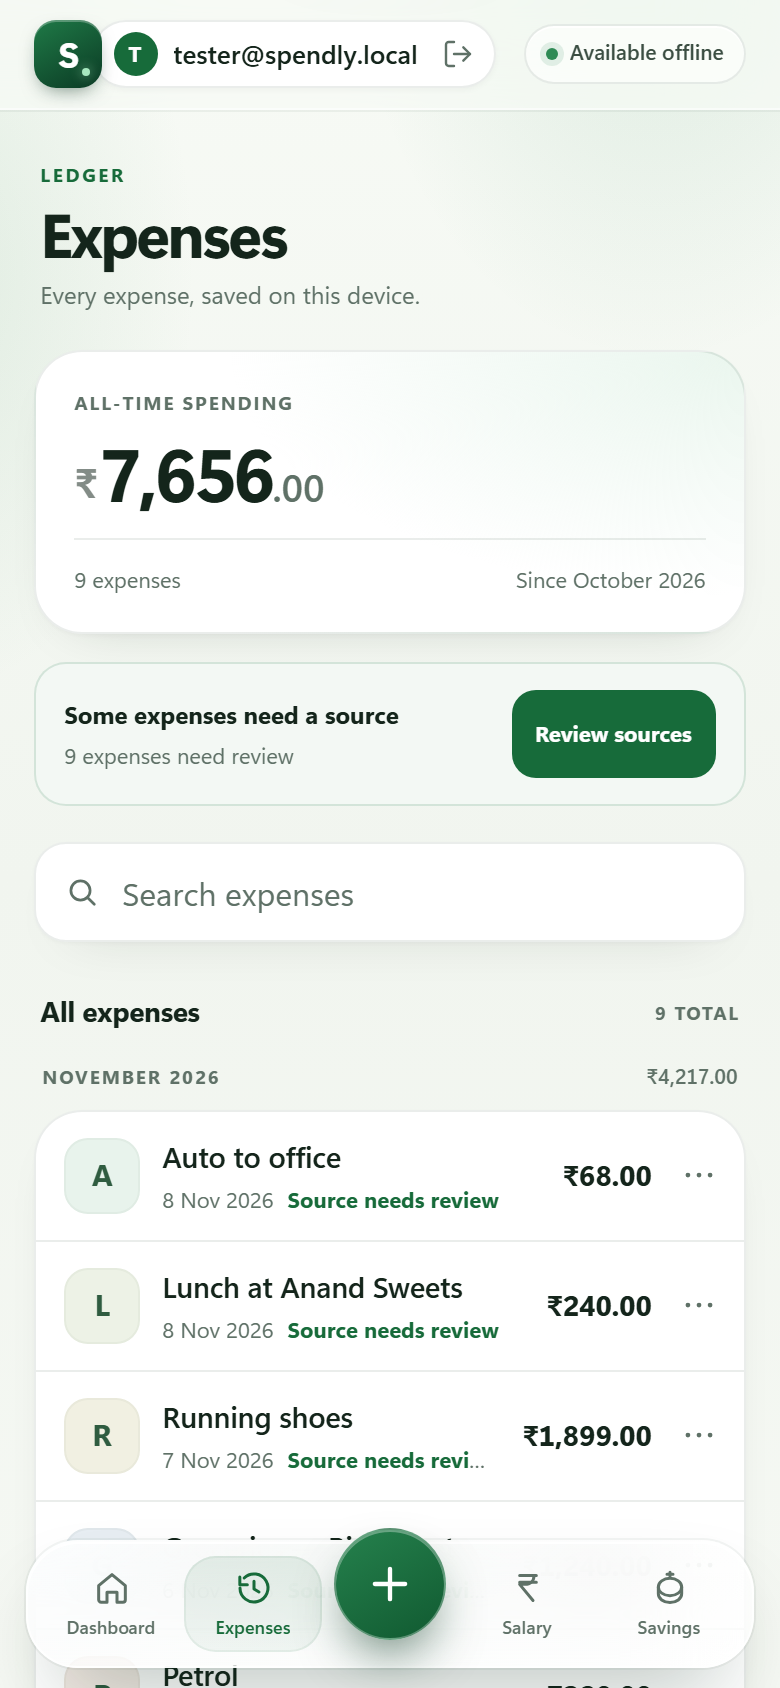 S.
T tester@spendly.local
Available offline
LEDGER
Expenses
Every expense, saved on this device.
ALL-TIME SPENDING
₹7,656.00
9 expenses Since October 2026
Some expenses need a source
9 expenses need review
Review sources
Search expenses
All expenses 9 TOTAL
NOVEMBER 2026 ₹4,217.00
A Auto to office ₹68.00 ...
8 Nov 2026 Source needs review
L Lunch at Anand Sweets ₹240.00 ...
8 Nov 2026 Source needs review
R Running shoes ₹1,899.00 ...
7 Nov 2026 Source needs revi...
Dashboard Expenses + ₹ Salary Savings
Petrol